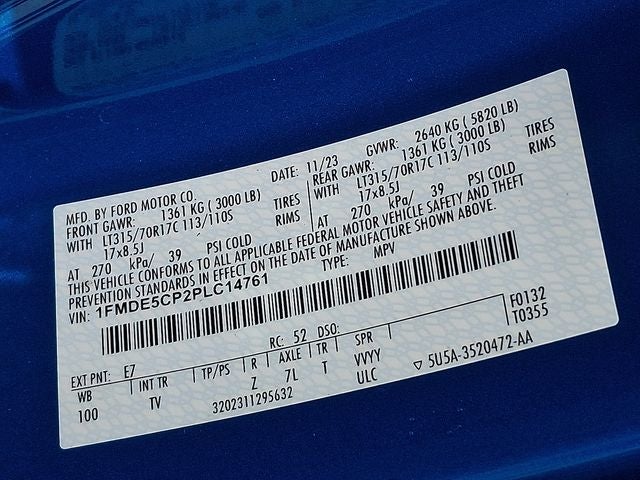 MFD. BY FORD MOTOR CO.
DATE: 11/23 GVWR: 2640 KG ( 5820 LB)
FRONT GAWR: 1361 KG ( 3000 LB) REAR GAWR: 1361 KG ( 3000 LB)
WITH LT315/70R17C 113/110S TIRES WITH LT315/70R17C 113/110S TIRES
17x8.5J RIMS 17x8.5J RIMS
AT 270 kPa/ 39 PSI COLD AT 270 kPa/ 39 PSI COLD
THIS VEHICLE CONFORMS TO ALL APPLICABLE FEDERAL MOTOR VEHICLE SAFETY AND THEFT
PREVENTION STANDARDS IN EFFECT ON THE DATE OF MANUFACTURE SHOWN ABOVE.
VIN: 1FMDE5CP2PLC14761 TYPE: MPV
F0132
T0355
EXT PNT: E7 RC: 52 DSO:
WB INT TR TP/PS R AXLE TR SPR
100 TV Z 7L T VVYY
ULC ▽ 5U5A-3520472-AA
3202311295632